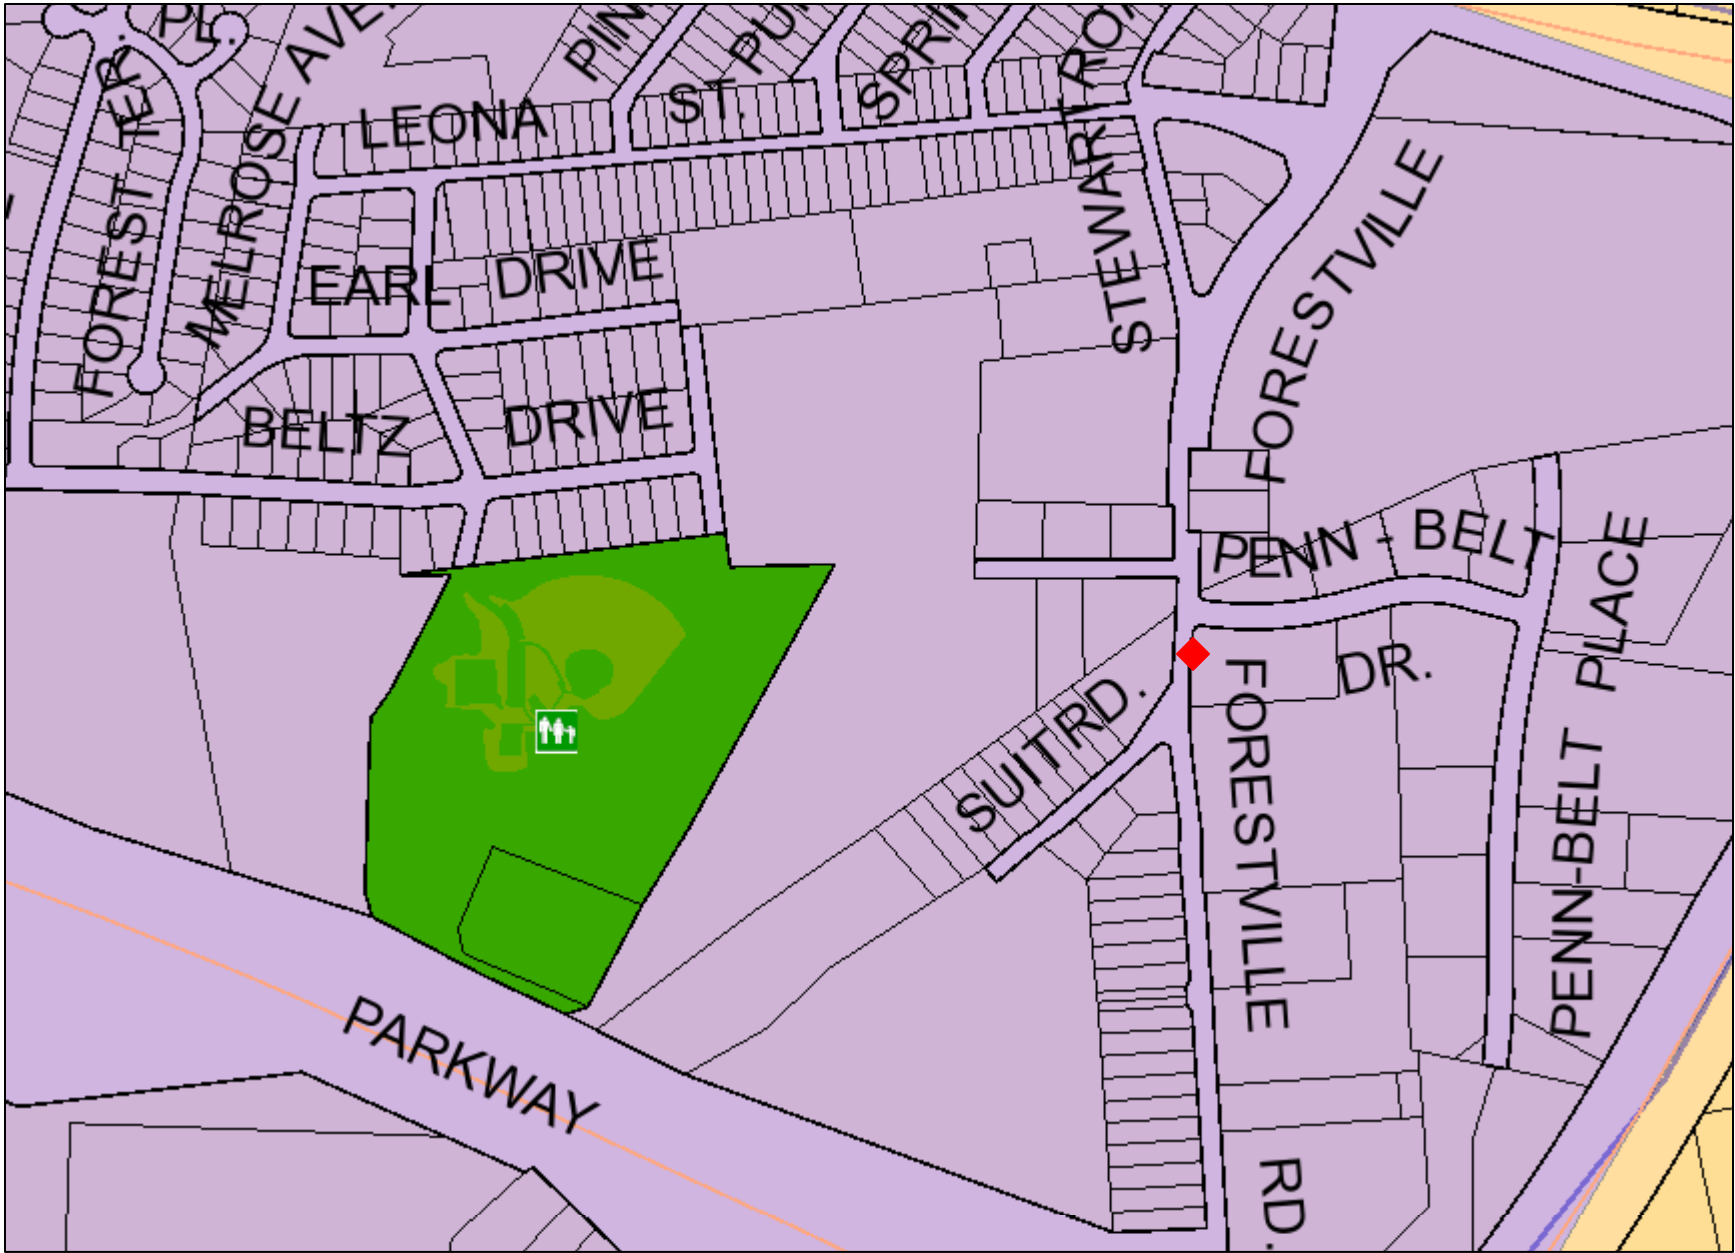 PL.
AVE.
ST.
LEONA
FOREST TER.
MELROSE
STEWART
FORESTVILLE
EARL DRIVE
BELTZ DRIVE
PENN - BELT
DR.
PLACE
PENN-BELT
SUIT RD.
FORESTVILLE
RD.
PARKWAY